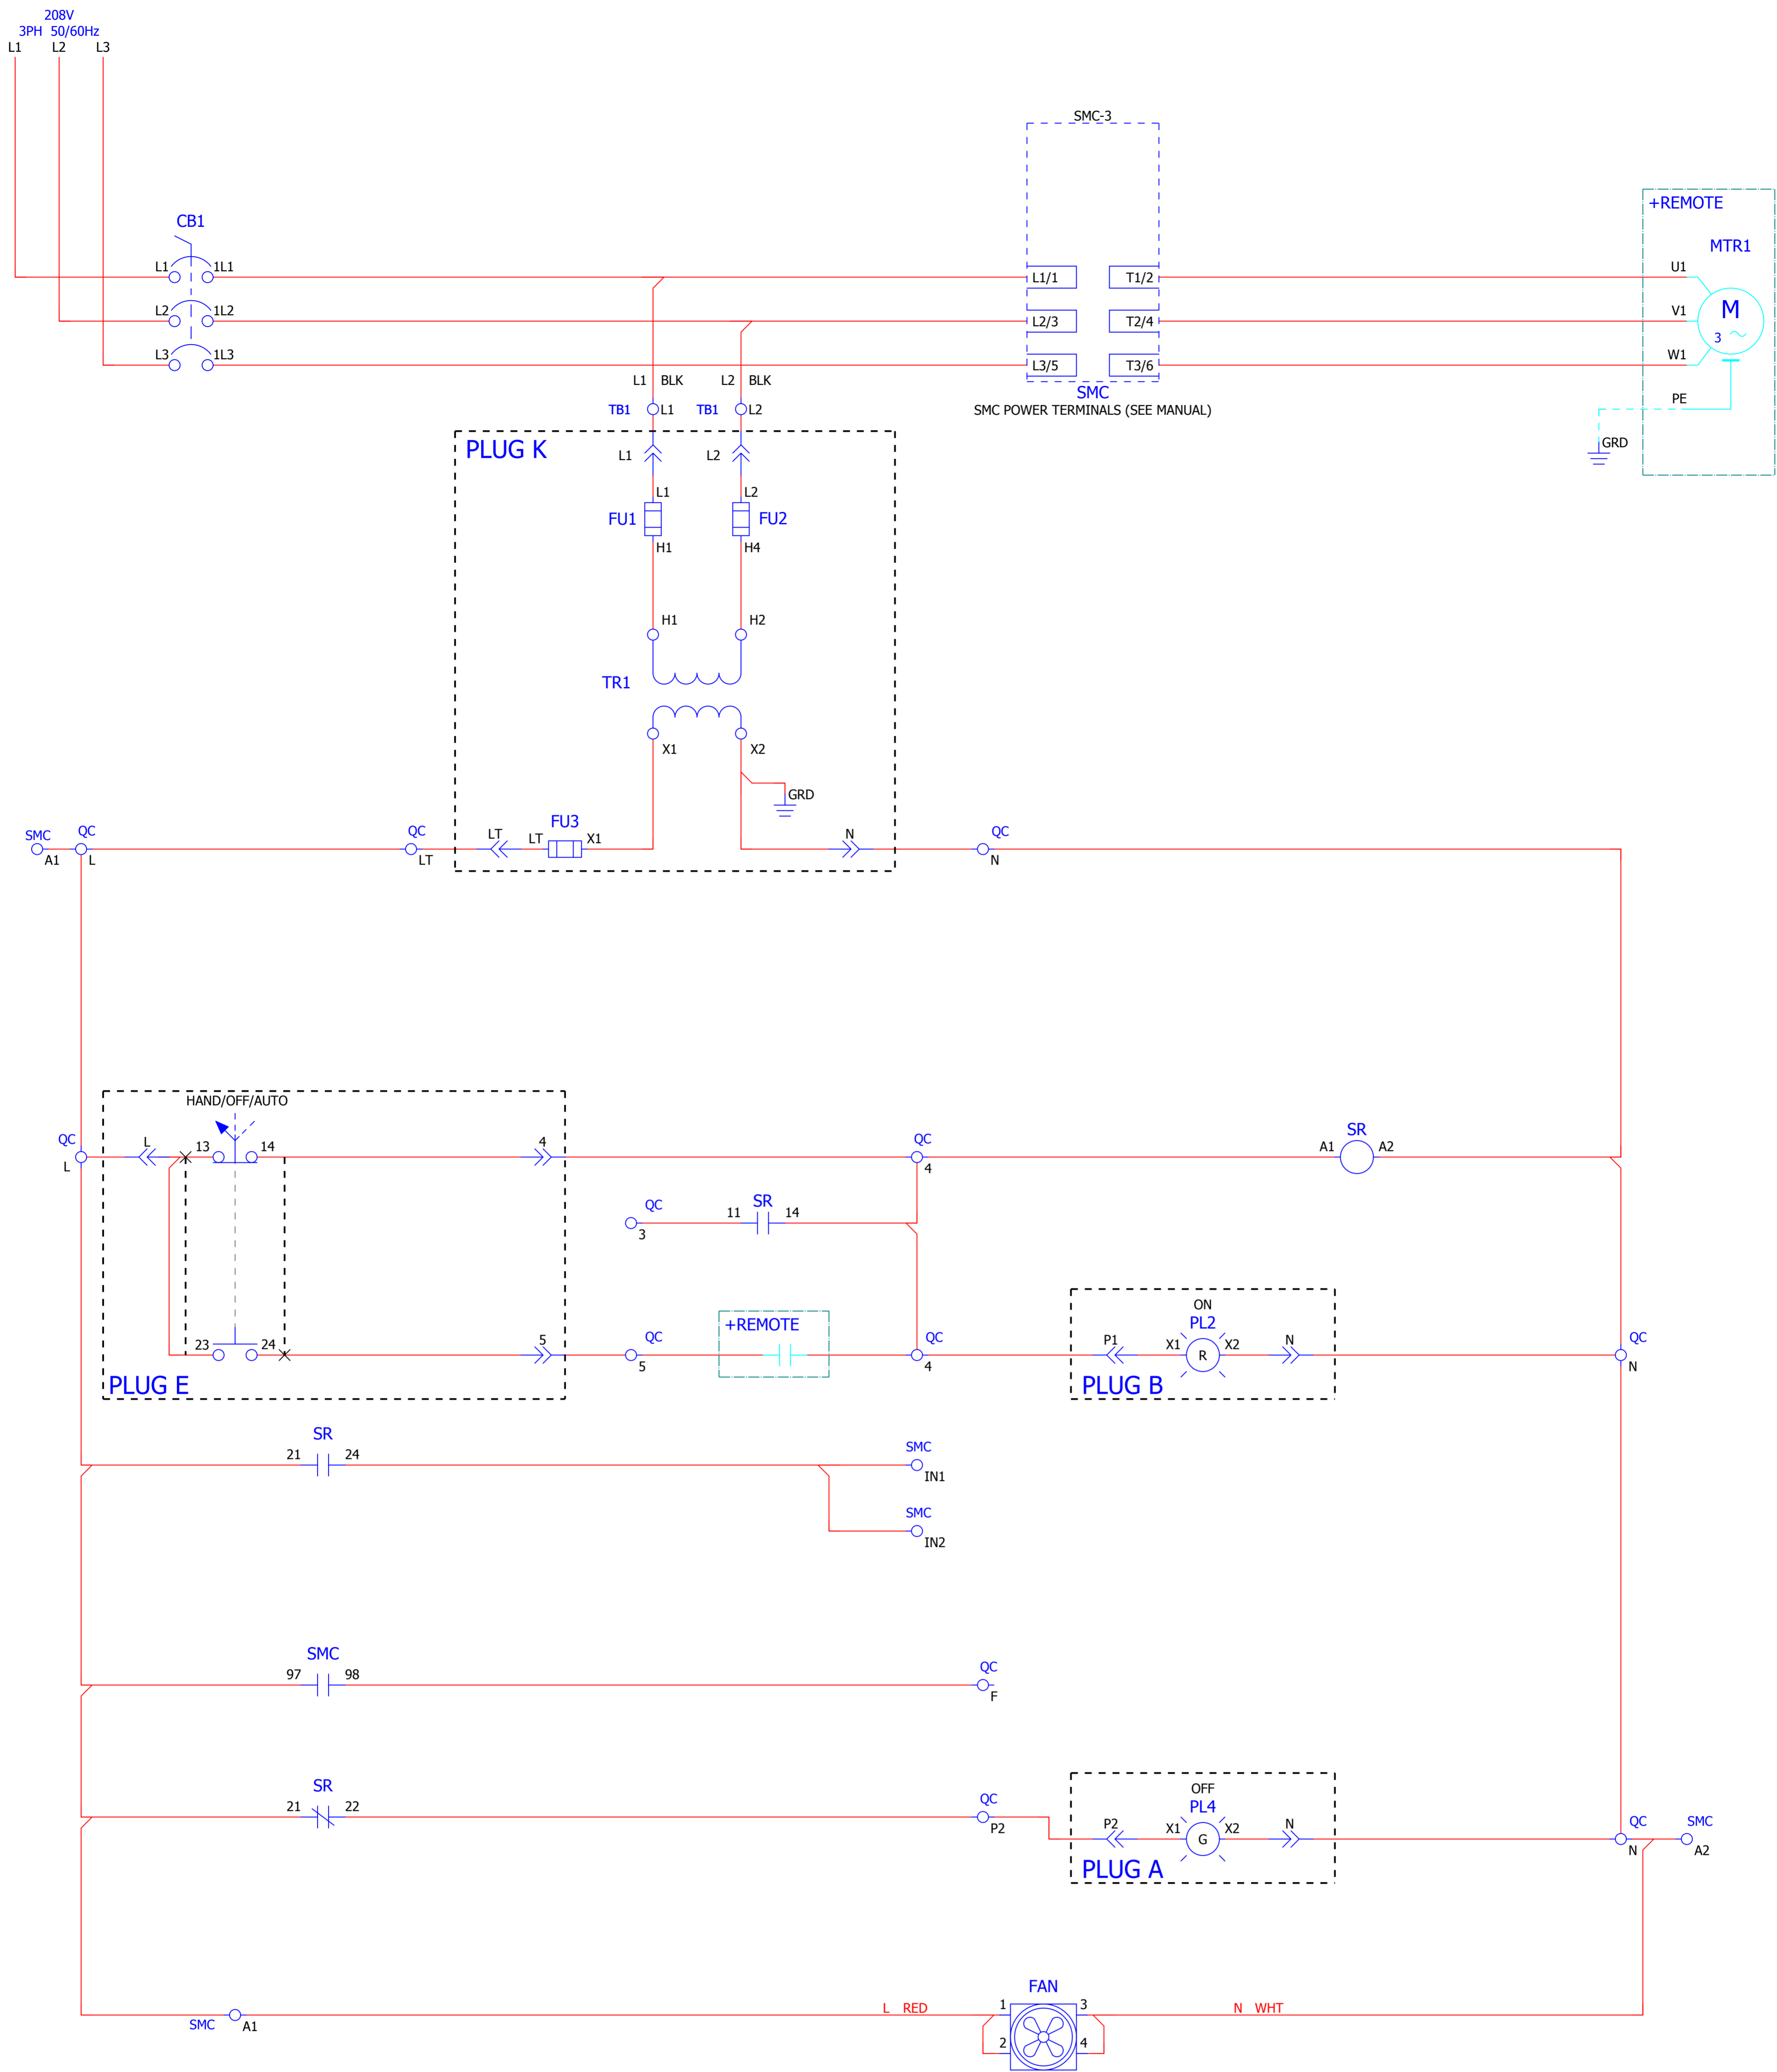 208V
3PH 50/60Hz
L1 L2 L3
SMC-3
+REMOTE
CB1
MTR1
L1 1L1 L1/1 T1/2 U1
M
3
L2 1L2 L2/3 T2/4 V1
L3 1L3 L3/5 T3/6 W1
L1 BLK L2 BLK
SMC
PE
TB1 L1 TB1 L2
SMC POWER TERMINALS (SEE MANUAL)
GRD
PLUG K
L1 L2
L1 L2
FU1 FU2
H1 H4
H1 H2
TR1
X1 X2
GRD
FU3
SMC QC QC LT LT X1 N QC
A1 L LT N
HAND/OFF/AUTO
QC L 13 14 4 QC A1 SR A2
L 4
QC 11 SR 14
3
ON
+REMOTE PL2
23 24 5 QC QC P1 X1 R X2 N QC
5 4 N
PLUG E
PLUG B
SR
21 24
SMC
IN1
SMC
IN2
SMC
97 98
QC
F
SR
21 22
QC
P2
OFF
PL4
P2 X1 G X2 N
QC SMC
N A2
PLUG A
FAN
L RED 1 3 N WHT
SMC A1
2 4